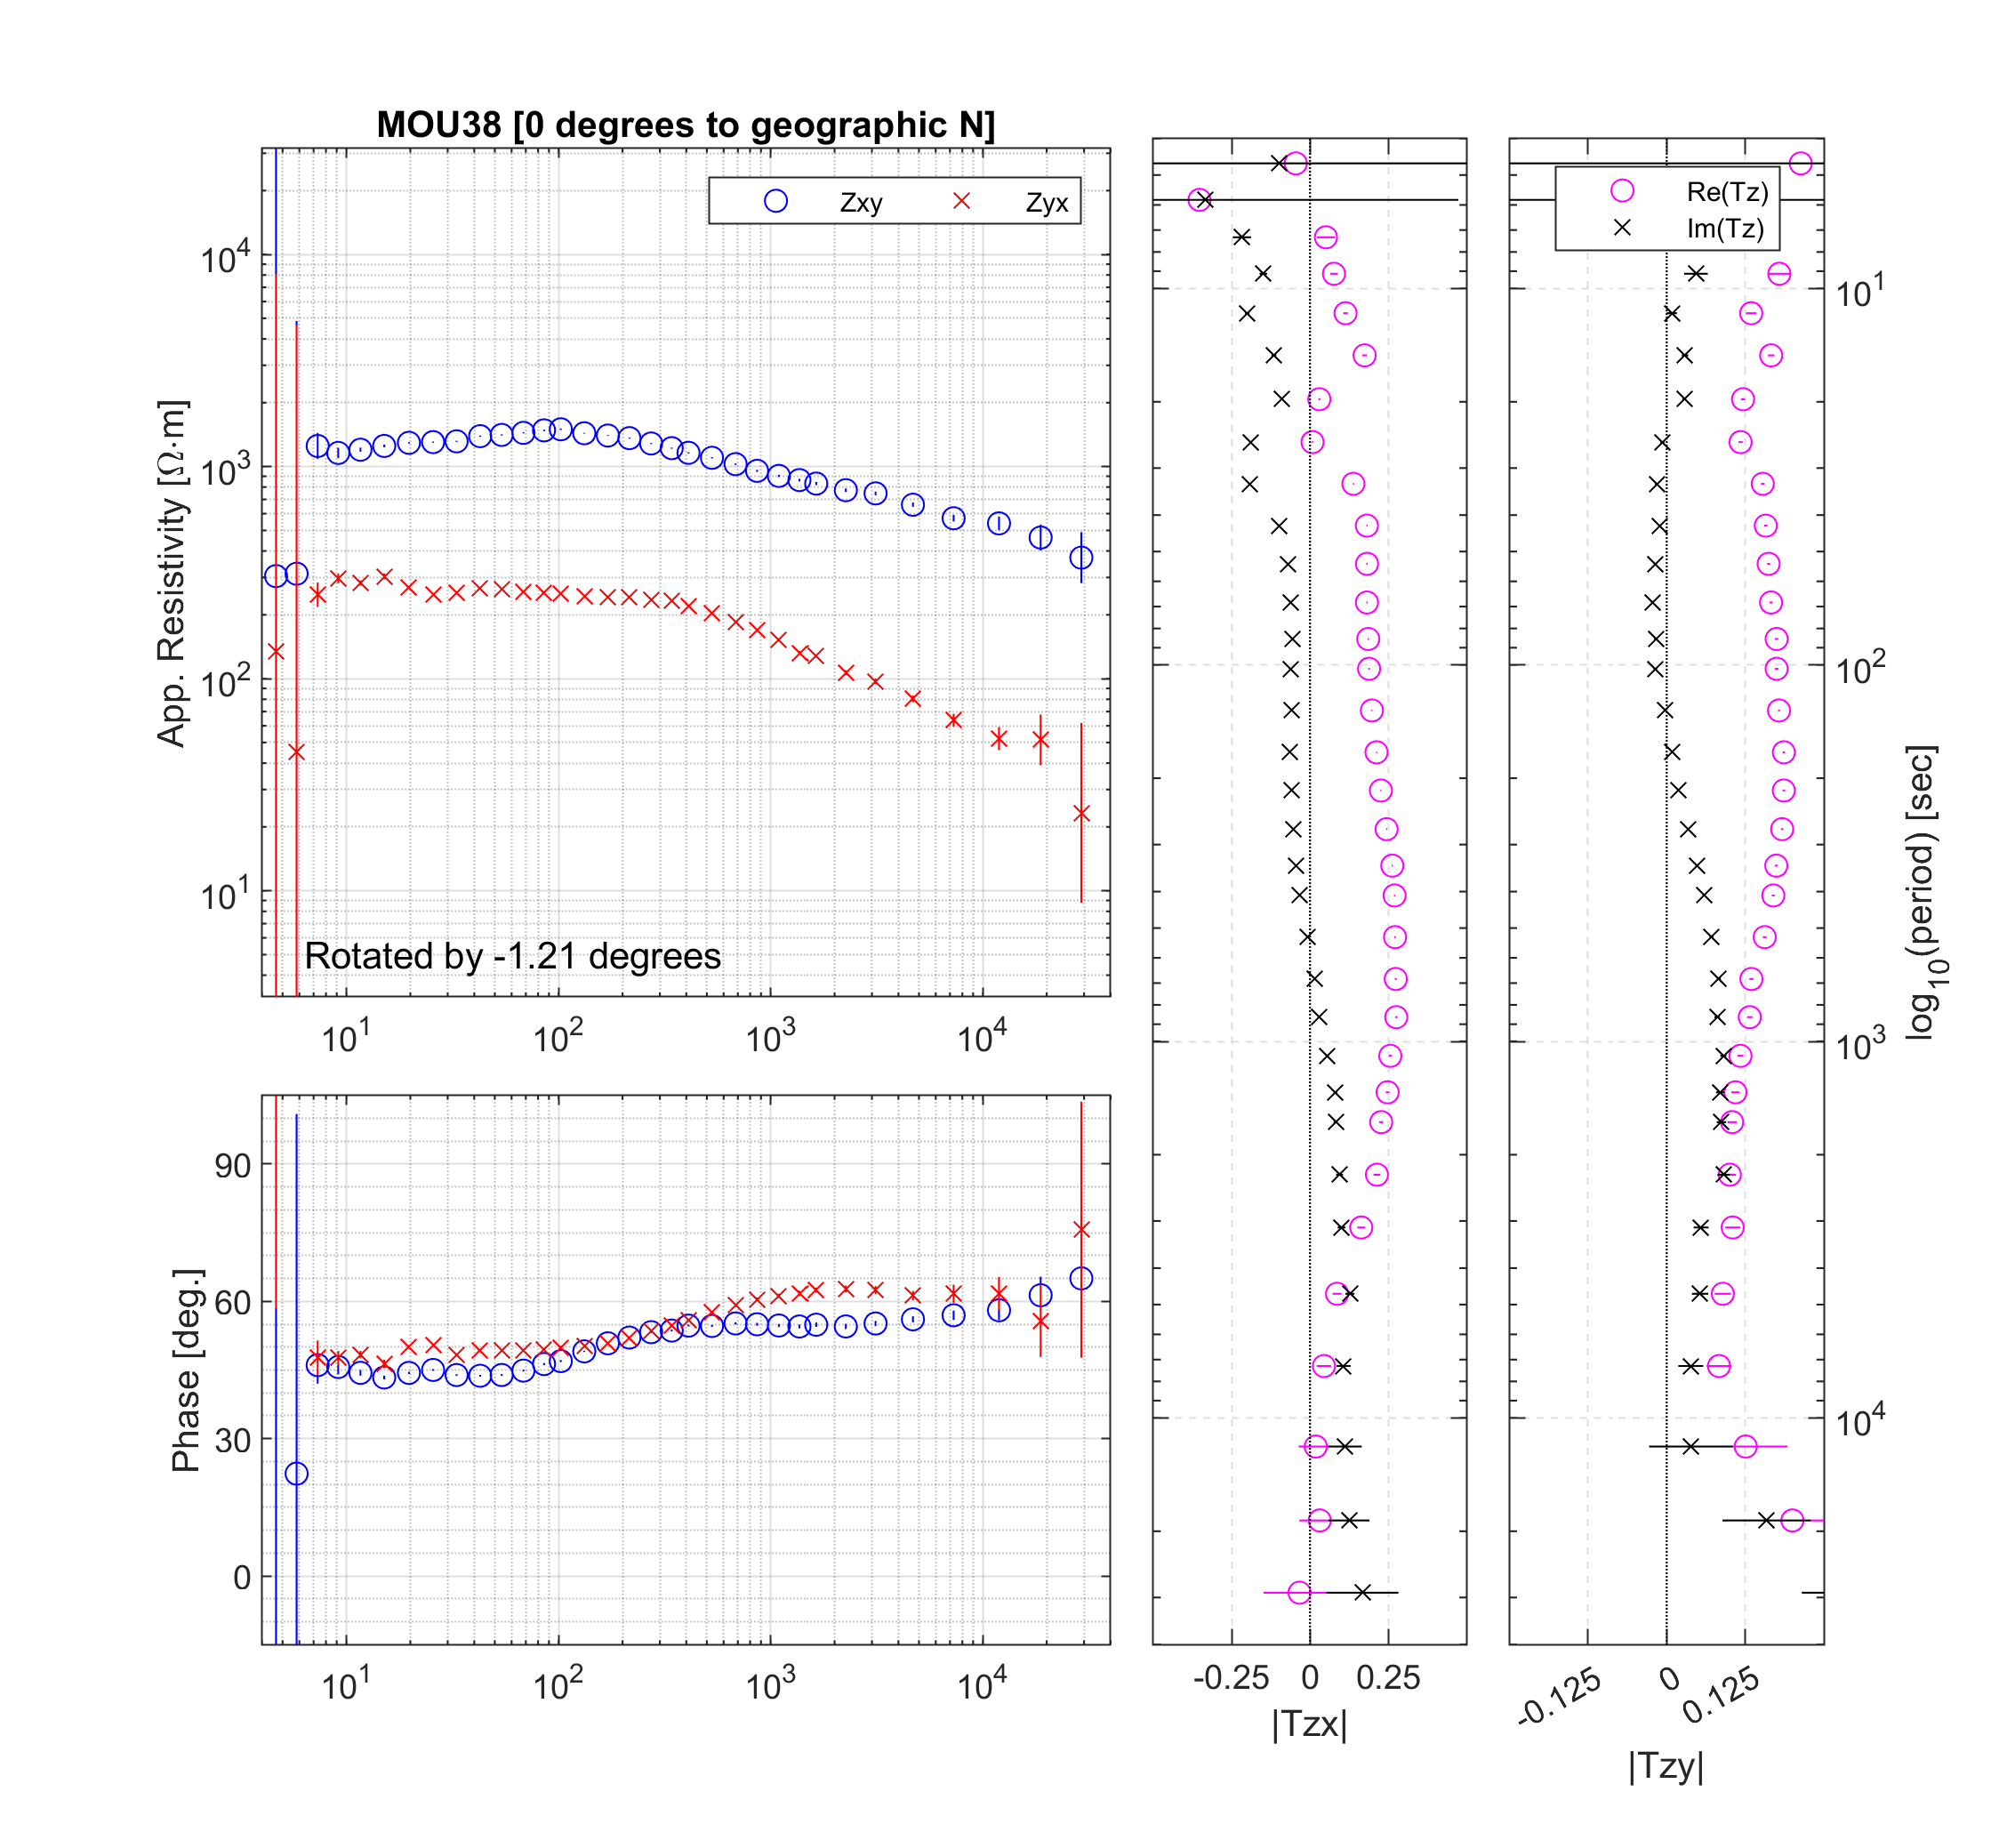 MOU38 [0 degrees to geographic N]
Zxy Zyx
App. Resistivity [Ω·m]
10^4
10^3
10^2
10^1
Rotated by -1.21 degrees
10^1 10^2 10^3 10^4
Phase [deg.]
90
60
30
0
10^1 10^2 10^3 10^4
-0.25 0 0.25
|Tzx|
Re(Tz)
Im(Tz)
-0.125 0 0.125
|Tzy|
10^1
10^2
10^3
10^4
log_10(period) [sec]